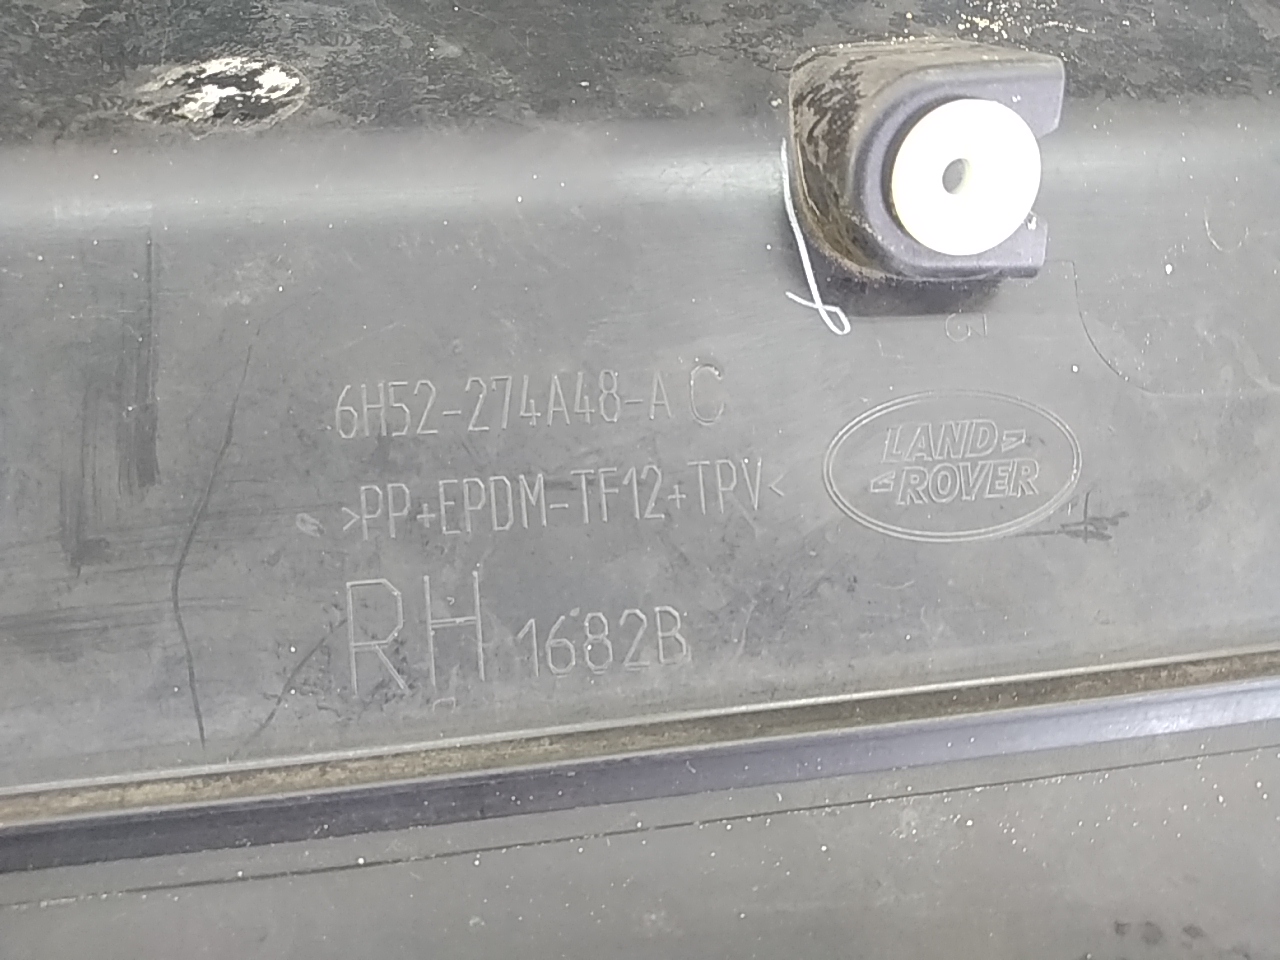 6H52-274A48-AC
>PP+EPDM-TF12+TPV<
LAND
ROVER
RH 1682B